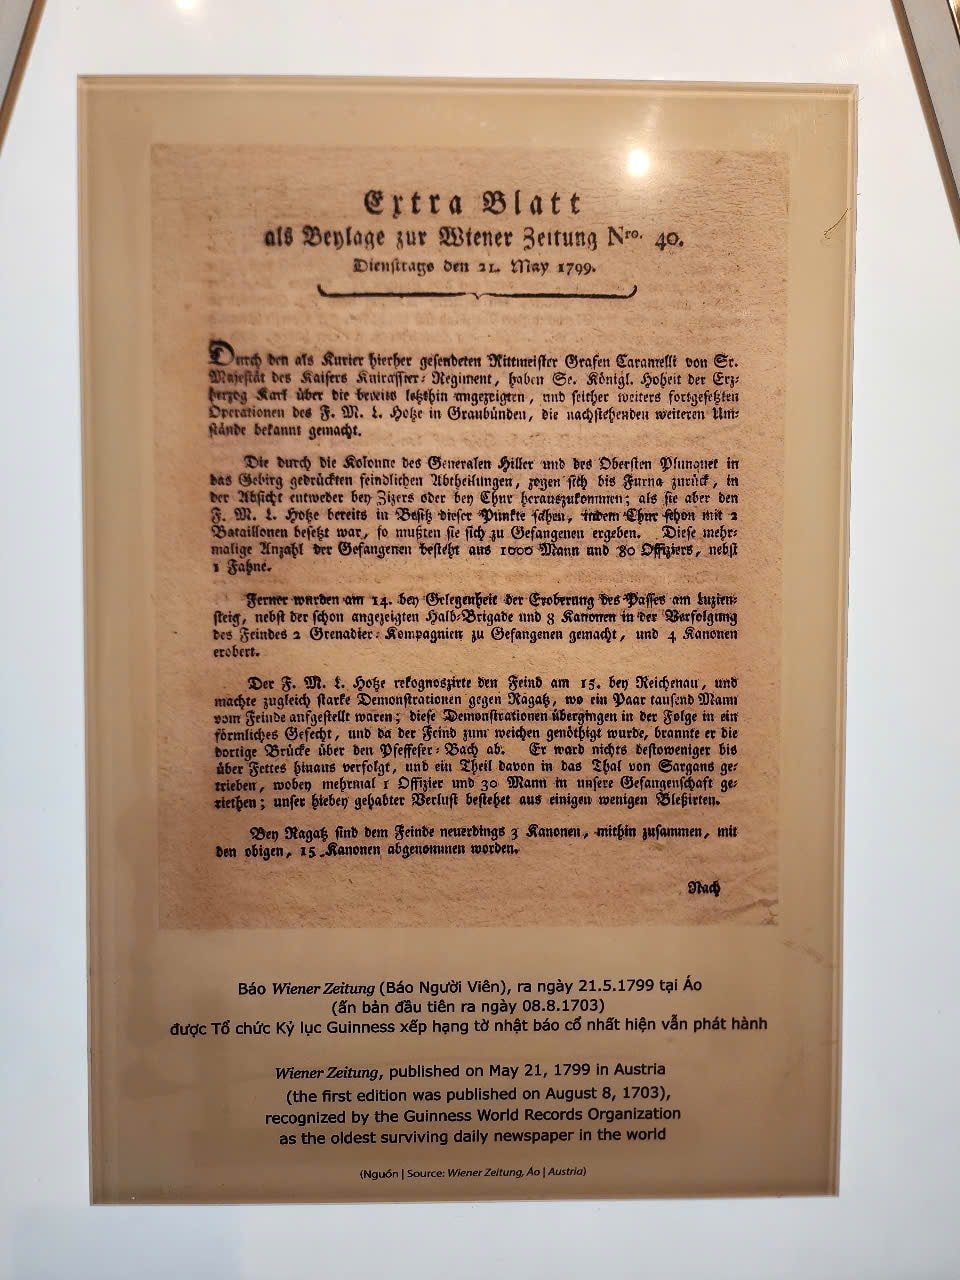 Extra Blatt
als Beylage zur Wiener Zeitung Nro. 40.
Dienstags den 21. May 1799.
Durch den als Kurier hierher gesendeten Rittmeister Grafen Caramelli von Sr.
Majestät des Kaisers Kuirassier-Regiment, haben Se. Königl. Hoheit der Erz-
herzog Karl über die bereits letzthin angezeigten, und seither weiters fortgesetzten
Operationen des F. M. L. Hotze in Graubünden, die nachstehenden weiteren Um-
stände bekannt gemacht.
Die durch die Kolonne des Generalen Hiller und des Obersten Plunquet in
das Gebirg gedrückten feindlichen Abtheilungen, zogen sich bis Furna zurück, in
der Absicht entweder bey Zizers oder bey Chur herauszukommen; als sie aber den
F. M. L. Hotze bereits in Besitz dieser Punkte sahen, indem Chur schon mit 2
Bataillonen besetzt war, so mußten sie sich zu Gefangenen ergeben. Diese mehr-
malige Anzahl der Gefangenen besteht aus 1000 Mann und 80 Offiziers, nebst
1 Fahne.
Ferner wurden am 14. bey Gelegenheit der Eroberung des Passes am Luzien-
steig, nebst der schon angezeigten Halb-Brigade und 8 Kanonen in der Verfolgung
des Feindes 2 Grenadier-Kompagnien zu Gefangenen gemacht, und 4 Kanonen
erobert.
Der F. M. L. Hotze rekognoszirte den Feind am 15. bey Reichenau, und
machte zugleich starke Demonstrationen gegen Ragatz, wo ein Paar tausend Mann
vom Feinde aufgestellt waren; diese Demonstrationen übergingen in der Folge in ein
förmliches Gefecht, und da der Feind zum weichen genöthigt wurde, brannte er die
dortige Brücke über den Pfeffeser-Bach ab. Er ward nichts destoweniger bis
über Fettes hinaus verfolgt, und ein Theil davon in das Thal von Sargans ge-
trieben, wobey mehrmal 1 Offizier und 30 Mann in unsere Gefangenschaft ge-
riethen; unser hiebey gehabter Verlust bestehet aus einigen wenigen Bleßirten.
Bey Ragatz sind dem Feinde neuerdings 3 Kanonen, mithin zusammen, mit
den obigen, 15 Kanonen abgenommen worden.
Nach
Báo Wiener Zeitung (Báo Người Viên), ra ngày 21.5.1799 tại Áo
(ấn bản đầu tiên ra ngày 08.8.1703)
được Tổ chức Kỷ lục Guinness xếp hạng tờ nhật báo cổ nhất hiện vẫn phát hành
Wiener Zeitung, published on May 21, 1799 in Austria
(the first edition was published on August 8, 1703),
recognized by the Guinness World Records Organization
as the oldest surviving daily newspaper in the world
(Nguồn | Source: Wiener Zeitung, Áo | Austria)